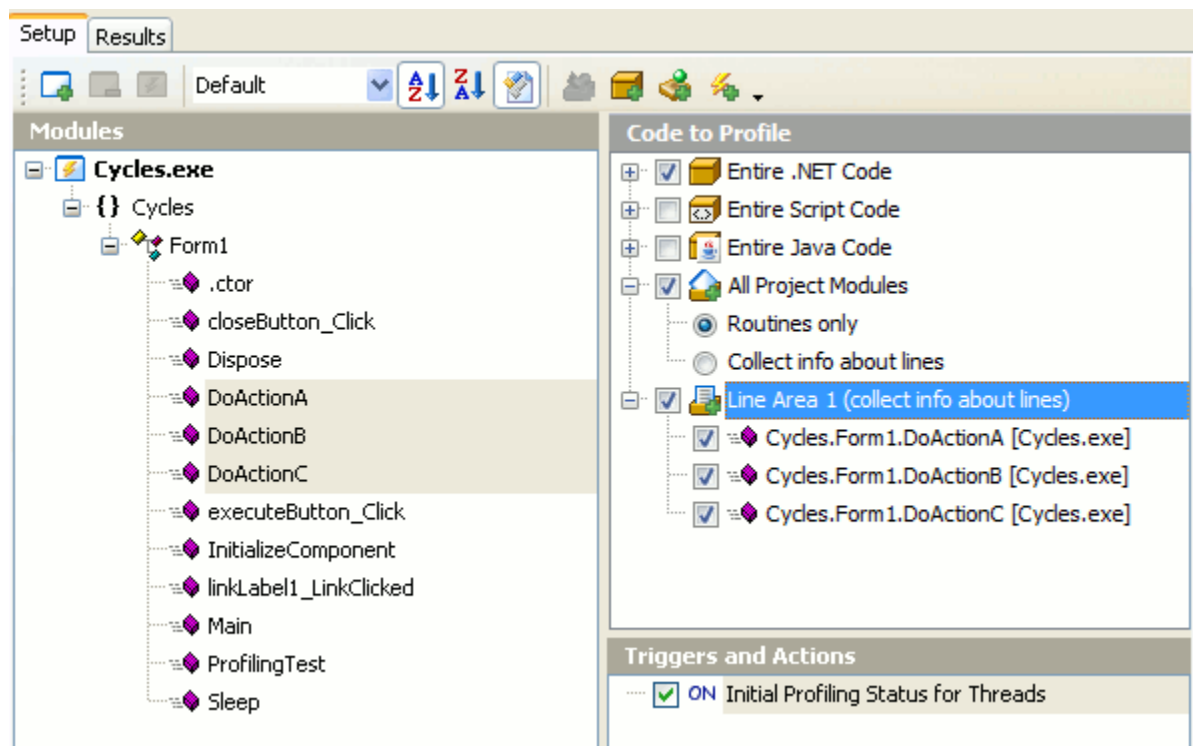 Setup Results
Default
Modules
Cycles.exe
{} Cycles
Form1
.ctor
closeButton_Click
Dispose
DoActionA
DoActionB
DoActionC
executeButton_Click
InitializeComponent
linkLabel1_LinkClicked
Main
ProfilingTest
Sleep
Code to Profile
Entire .NET Code
Entire Script Code
Entire Java Code
All Project Modules
Routines only
Collect info about lines
Line Area 1 (collect info about lines)
Cycles.Form1.DoActionA [Cycles.exe]
Cycles.Form1.DoActionB [Cycles.exe]
Cycles.Form1.DoActionC [Cycles.exe]
Triggers and Actions
ON Initial Profiling Status for Threads